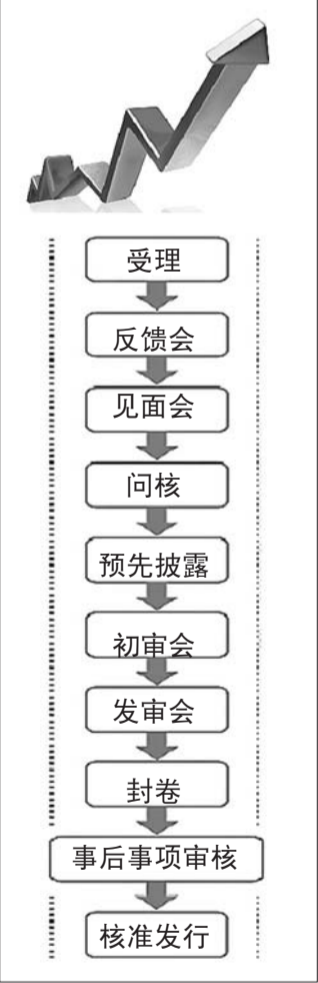 受理
反馈会
见面会
问核
预先披露
初审会
发审会
封卷
事后事项审核
核准发行